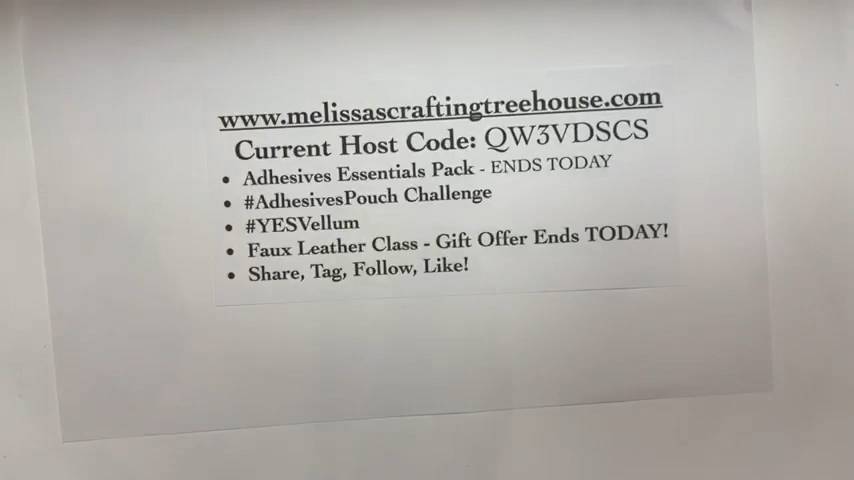 www.melissascraftingtreehouse.com
Current Host Code: QW3VDSCS
• Adhesives Essentials Pack - ENDS TODAY
• #AdhesivesPouch Challenge
• #YESVellum
• Faux Leather Class - Gift Offer Ends TODAY!
• Share, Tag, Follow, Like!